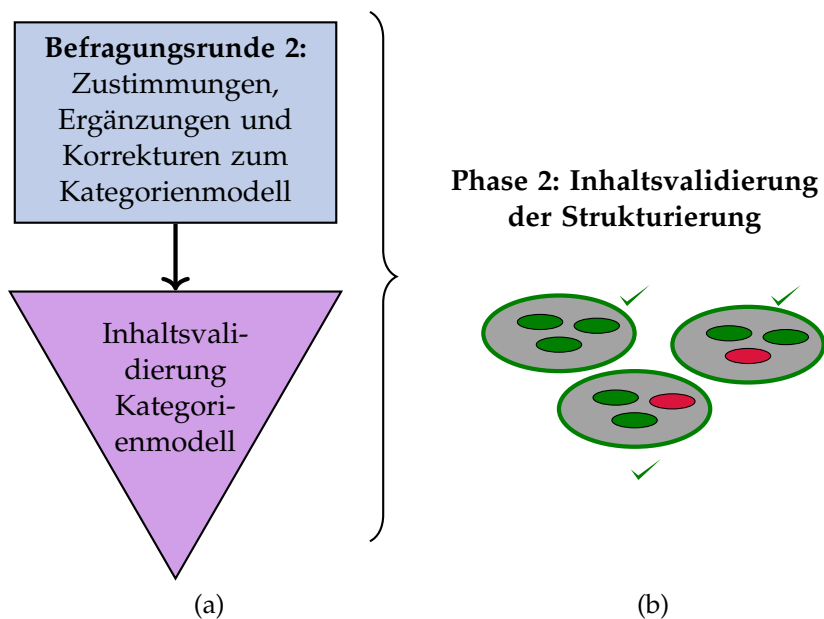 Befragungsrunde 2:
Zustimmungen,
Ergänzungen und
Korrekturen zum
Kategorienmodell
Inhaltsvali-
dierung
Kategori-
enmodell
(a)
Phase 2: Inhaltsvalidierung
der Strukturierung
(b)